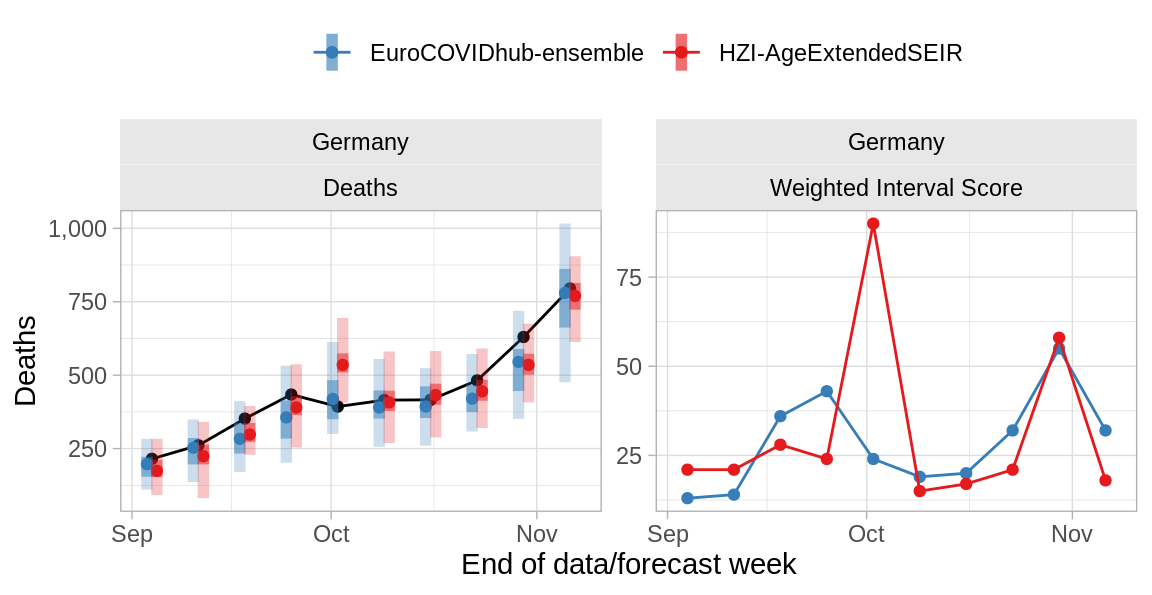 EuroCOVIDhub-ensemble HZI-AgeExtendedSEIR
Germany
Deaths
Germany
Weighted Interval Score
Deaths
1,000
750
500
250
Sep Oct Nov
75
50
25
Sep Oct Nov
End of data/forecast week